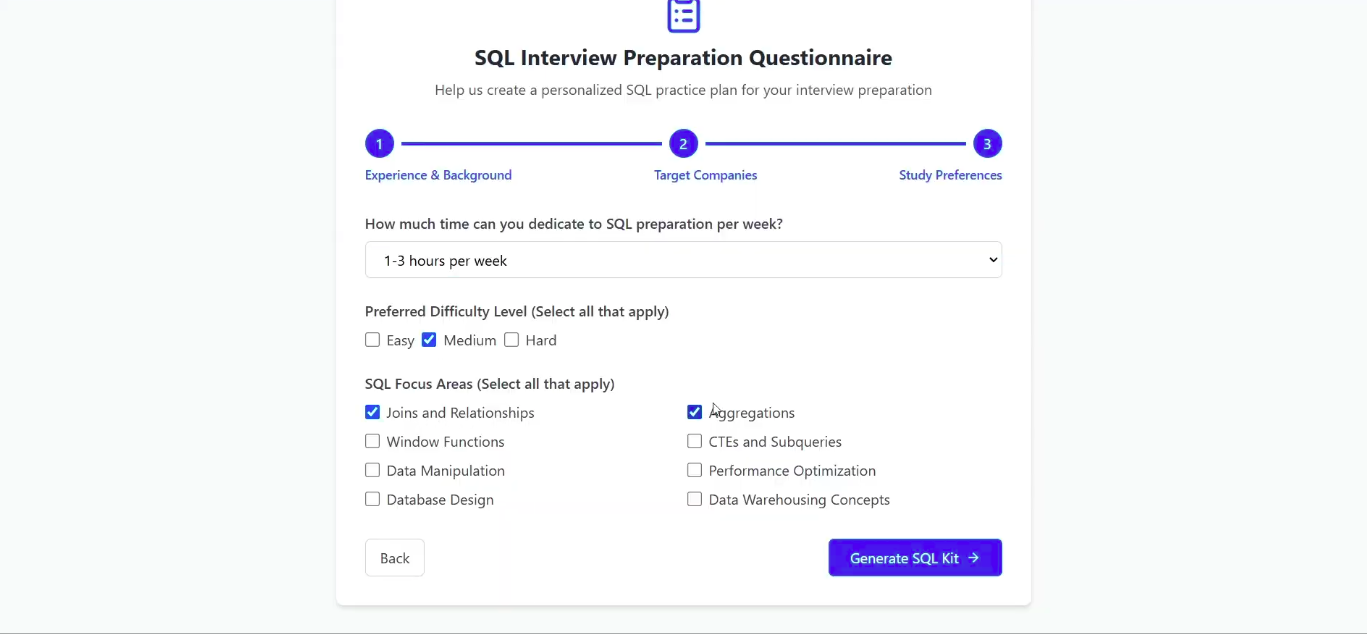 SQL Interview Preparation Questionnaire
Help us create a personalized SQL practice plan for your interview preparation
1 2 3
Experience & Background Target Companies Study Preferences
How much time can you dedicate to SQL preparation per week?
1-3 hours per week
Preferred Difficulty Level (Select all that apply)
Easy Medium Hard
SQL Focus Areas (Select all that apply)
Joins and Relationships Aggregations
Window Functions CTEs and Subqueries
Data Manipulation Performance Optimization
Database Design Data Warehousing Concepts
Back Generate SQL Kit →